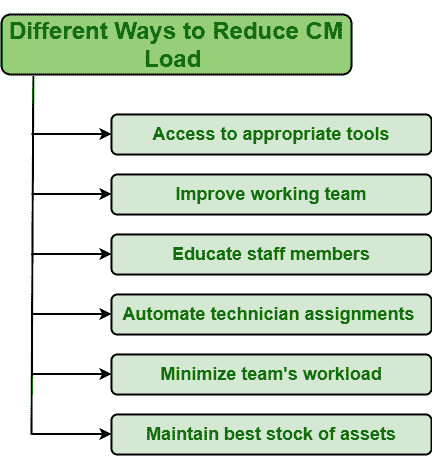 Different Ways to Reduce CM
Load
Access to appropriate tools
Improve working team
Educate staff members
Automate technician assignments
Minimize team's workload
Maintain best stock of assets